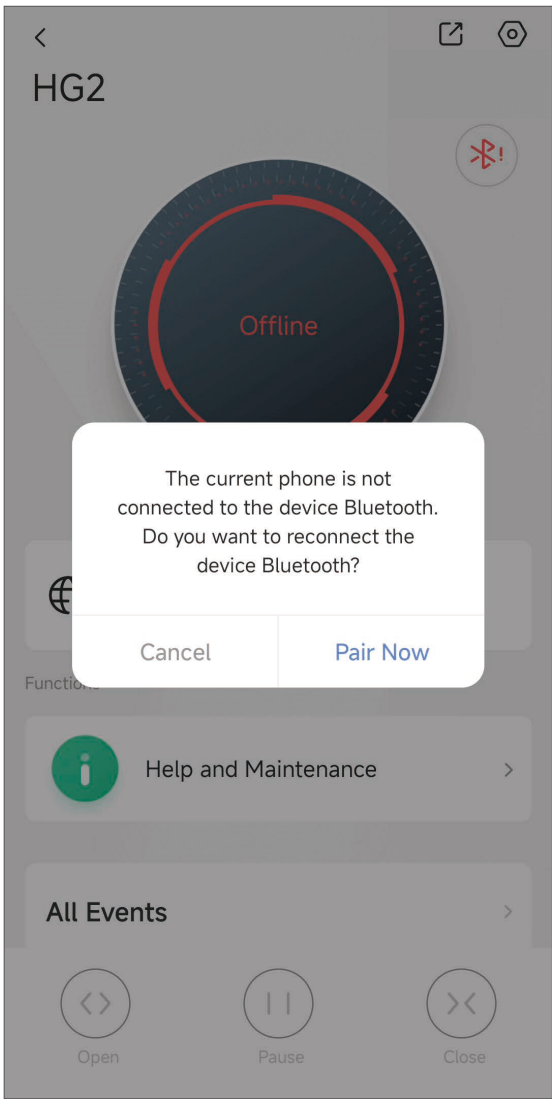 HG2
Offline
The current phone is not
connected to the device Bluetooth.
Do you want to reconnect the
device Bluetooth?
Cancel
Pair Now
Functions
Help and Maintenance
All Events
Open
Pause
Close